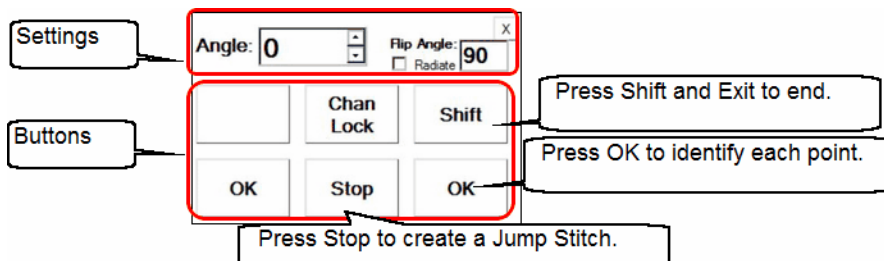 Settings
Angle: 0
Flip Angle: 90
Radiate
X
Buttons
Chan
Lock
Shift
OK
Stop
OK
Press Shift and Exit to end.
Press OK to identify each point.
Press Stop to create a Jump Stitch.